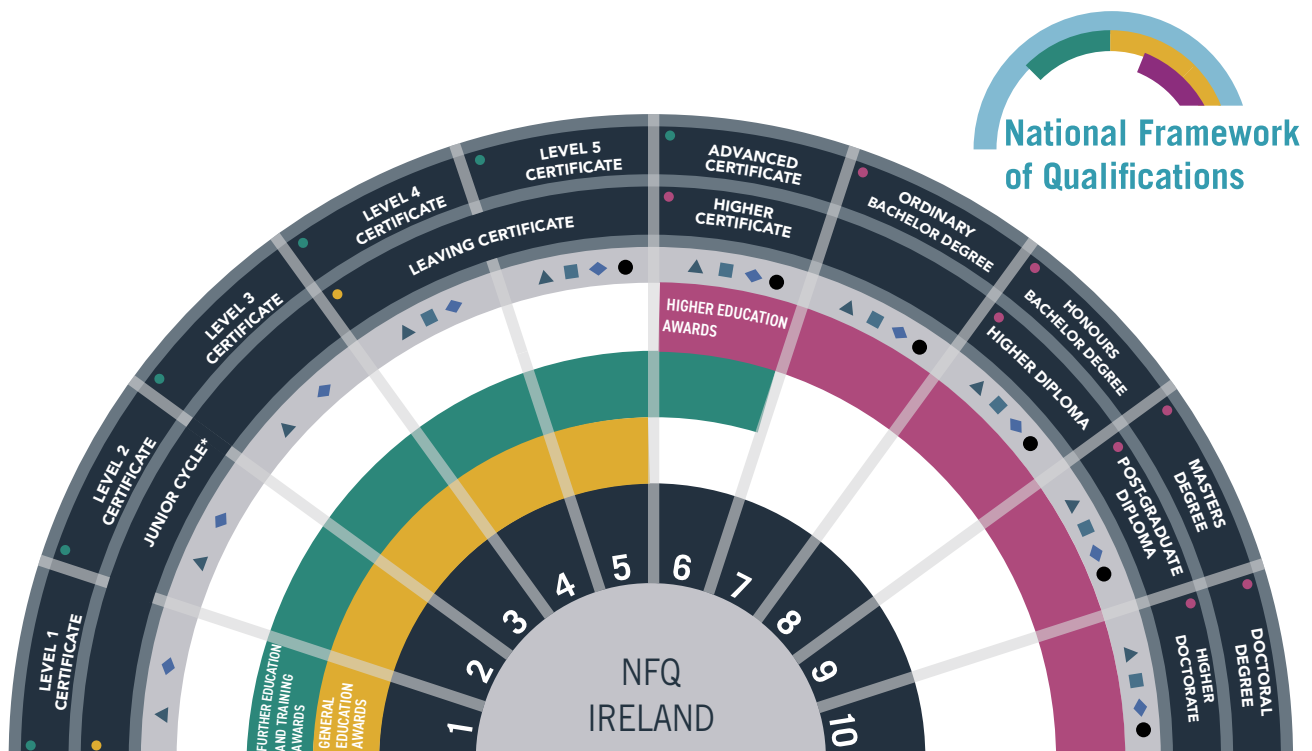 National Framework
of Qualifications
LEVEL 1
CERTIFICATE
LEVEL 2
CERTIFICATE
LEVEL 3
CERTIFICATE
LEVEL 4
CERTIFICATE
LEVEL 5
CERTIFICATE
ADVANCED
CERTIFICATE
ORDINARY
BACHELOR DEGREE
HONOURS
BACHELOR DEGREE
MASTERS
DEGREE
DOCTORAL
DEGREE
JUNIOR CYCLE*
LEAVING CERTIFICATE
HIGHER
CERTIFICATE
HIGHER DIPLOMA
POST-GRADUATE
DIPLOMA
HIGHER
DOCTORATE
HIGHER EDUCATION
AWARDS
FURTHER EDUCATION
AND TRAINING
AWARDS
GENERAL
EDUCATION
AWARDS
1
2
3
4
5
6
7
8
9
10
NFQ
IRELAND